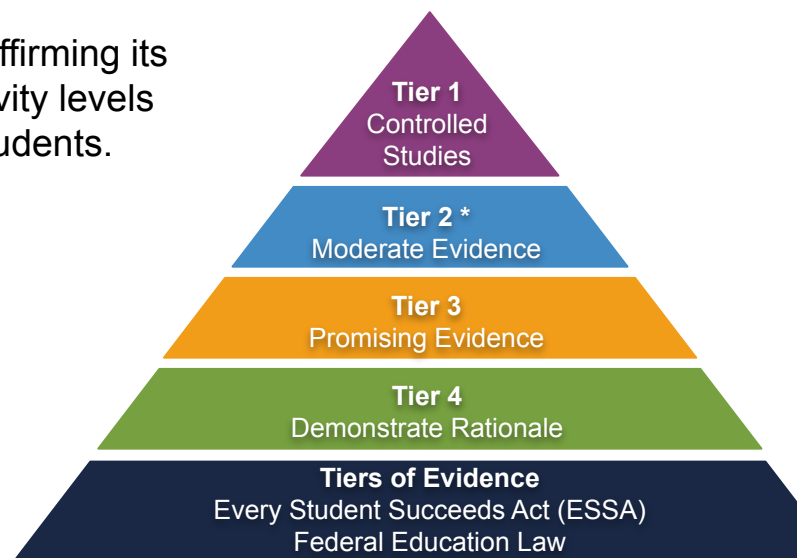 ffirming its
vity levels
udents.
Tier 1
Controlled
Studies
Tier 2 *
Moderate Evidence
Tier 3
Promising Evidence
Tier 4
Demonstrate Rationale
Tiers of Evidence
Every Student Succeeds Act (ESSA)
Federal Education Law